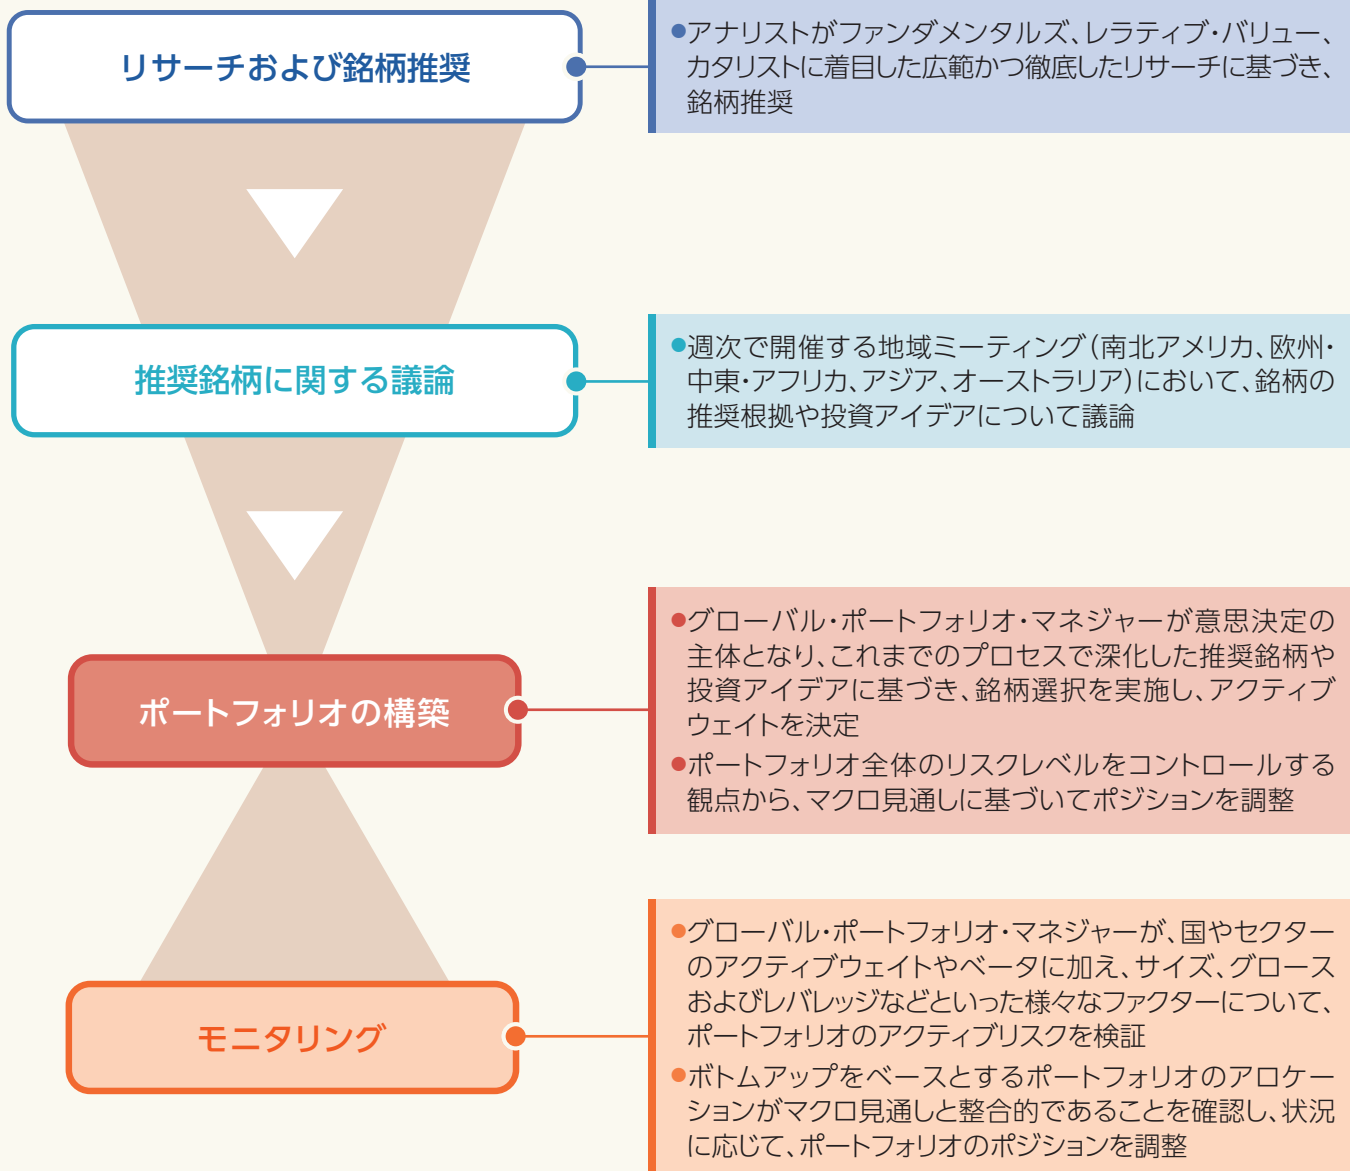 リサーチおよび銘柄推奨
●アナリストがファンダメンタルズ、レラティブ・バリュー、
カタリストに着目した広範かつ徹底したリサーチに基づき、
銘柄推奨
推奨銘柄に関する議論
●週次で開催する地域ミーティング(南北アメリカ、欧州・
中東・アフリカ、アジア、オーストラリア)において、銘柄の
推奨根拠や投資アイデアについて議論
ポートフォリオの構築
●グローバル・ポートフォリオ・マネジャーが意思決定の
主体となり、これまでのプロセスで深化した推奨銘柄や
投資アイデアに基づき、銘柄選択を実施し、アクティブ
ウェイトを決定
●ポートフォリオ全体のリスクレベルをコントロールする
観点から、マクロ見通しに基づいてポジションを調整
モニタリング
●グローバル・ポートフォリオ・マネジャーが、国やセクター
のアクティブウェイトやベータに加え、サイズ、グロース
およびレバレッジなどといった様々なファクターについて、
ポートフォリオのアクティブリスクを検証
●ボトムアップをベースとするポートフォリオのアロケー
ションがマクロ見通しと整合的であることを確認し、状況
に応じて、ポートフォリオのポジションを調整